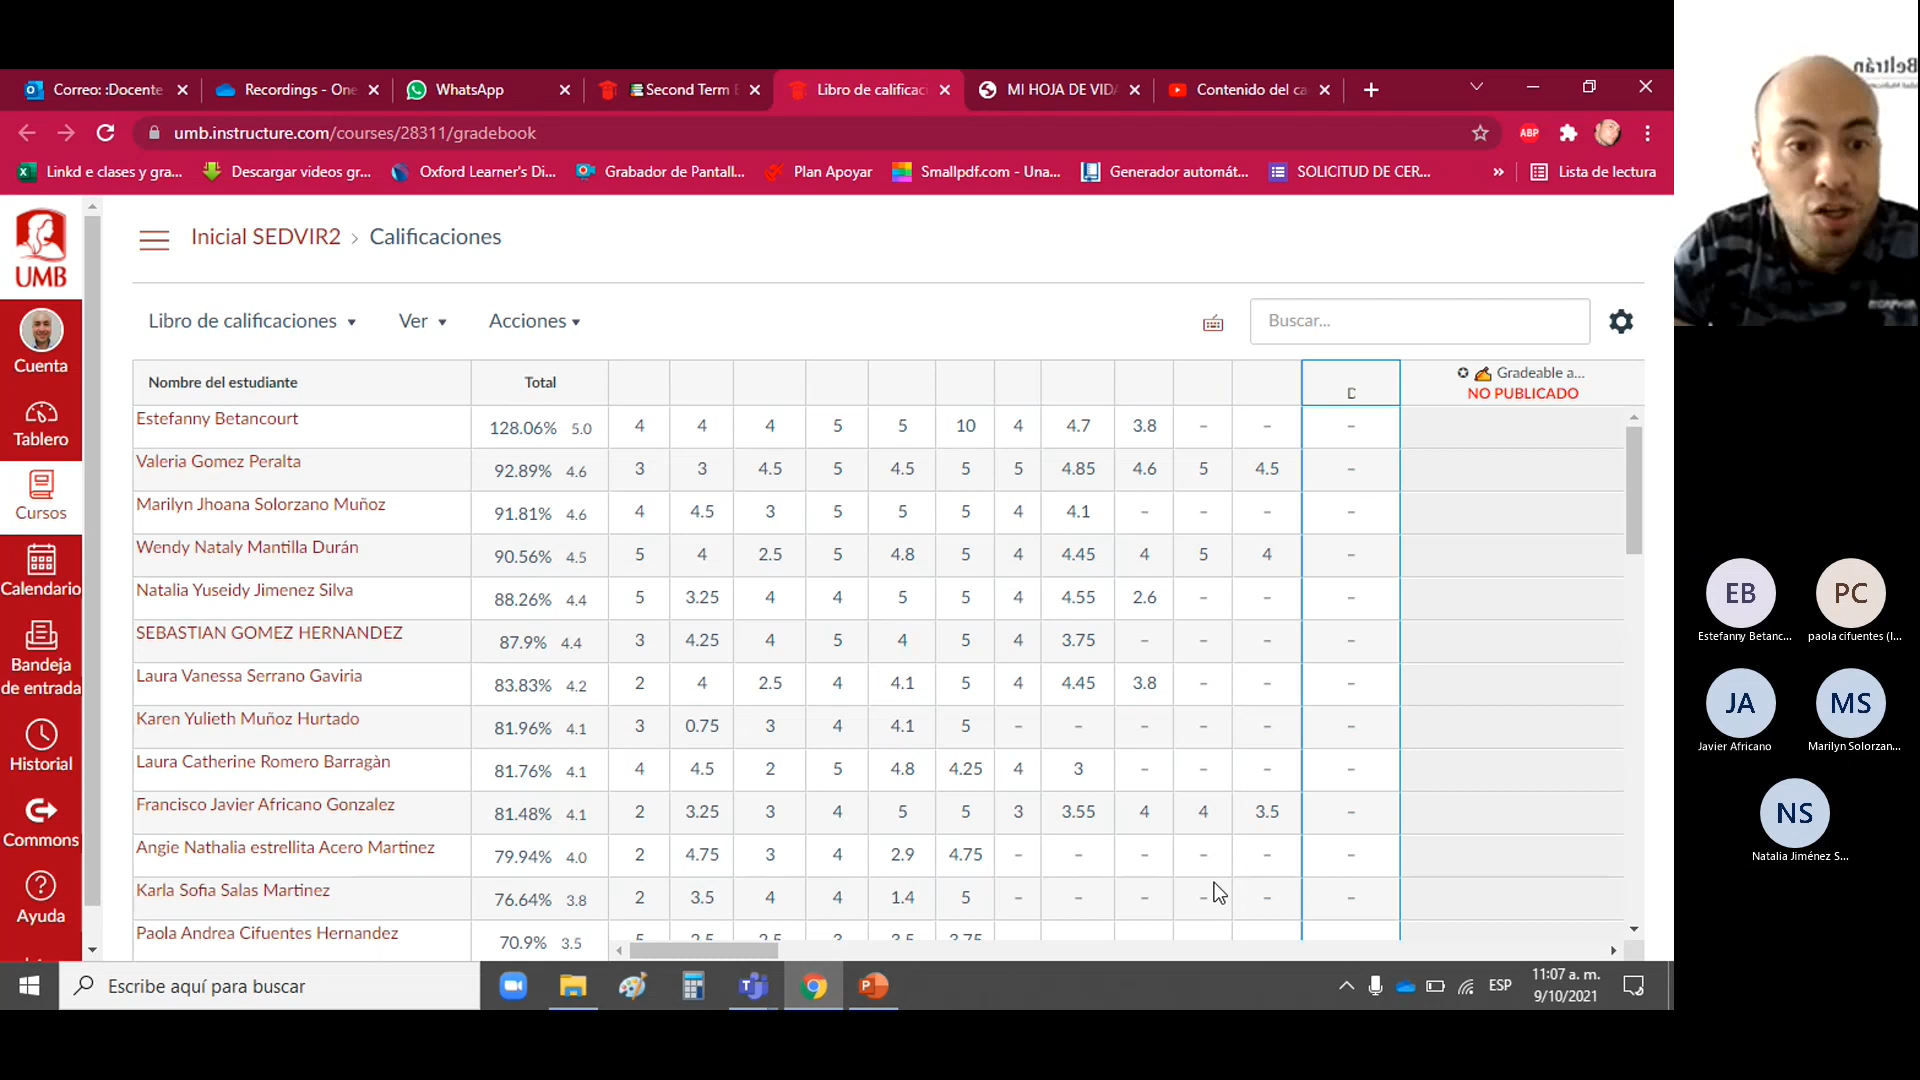 Correo: :Docente
Recordings - One
WhatsApp
Second Term E
Libro de calificaci
MI HOJA DE VIDA
Contenido del ca
umb.instructure.com/courses/28311/gradebook
ABP
Linkd e clases y gra...
Descargar videos gr...
Oxford Learner's Di...
Grabador de Pantall...
Plan Apoyar
Smallpdf.com - Una...
Generador automát...
SOLICITUD DE CER...
»
Lista de lectura
Beltrán
UMB
Cuenta
Tablero
Cursos
Calendario
Bandeja de entrada
Historial
Commons
Ayuda
Inicial SEDVIR2 > Calificaciones
Libro de calificaciones
Ver
Acciones
Buscar...
Nombre del estudiante Total D Gradeable a...
NO PUBLICADO
Estefanny Betancourt 128.06% 5.0 4 4 4 5 5 10 4 4.7 3.8 – – –
Valeria Gomez Peralta 92.89% 4.6 3 3 4.5 5 4.5 5 5 4.85 4.6 5 4.5 –
Marilyn Jhoana Solorzano Muñoz 91.81% 4.6 4 4.5 3 5 5 5 4 4.1 – – – –
Wendy Nataly Mantilla Durán 90.56% 4.5 5 4 2.5 5 4.8 5 4 4.45 4 5 4 –
Natalia Yuseidy Jimenez Silva 88.26% 4.4 5 3.25 4 4 5 5 4 4.55 2.6 – – –
SEBASTIAN GOMEZ HERNANDEZ 87.9% 4.4 3 4.25 4 5 4 5 4 3.75 – – – –
Laura Vanessa Serrano Gaviria 83.83% 4.2 2 4 2.5 4 4.1 5 4 4.45 3.8 – – –
Karen Yulieth Muñoz Hurtado 81.96% 4.1 3 0.75 3 4 4.1 5 – – – – – –
Laura Catherine Romero Barragàn 81.76% 4.1 4 4.5 2 5 4.8 4.25 4 3 – – – –
Francisco Javier Africano Gonzalez 81.48% 4.1 2 3.25 3 4 5 5 3 3.55 4 4 3.5 –
Angie Nathalia estrellita Acero Martinez 79.94% 4.0 2 4.75 3 4 2.9 4.75 – – – – – –
Karla Sofia Salas Martinez 76.64% 3.8 2 3.5 4 4 1.4 5 – – – – – –
Paola Andrea Cifuentes Hernandez 70.9% 3.5
EB
Estefanny Betanc...
PC
paola cifuentes (I...
JA
Javier Africano
MS
Marilyn Solorzan...
NS
Natalia Jiménez S...
Escribe aquí para buscar
ESP
11:07 a. m.
9/10/2021